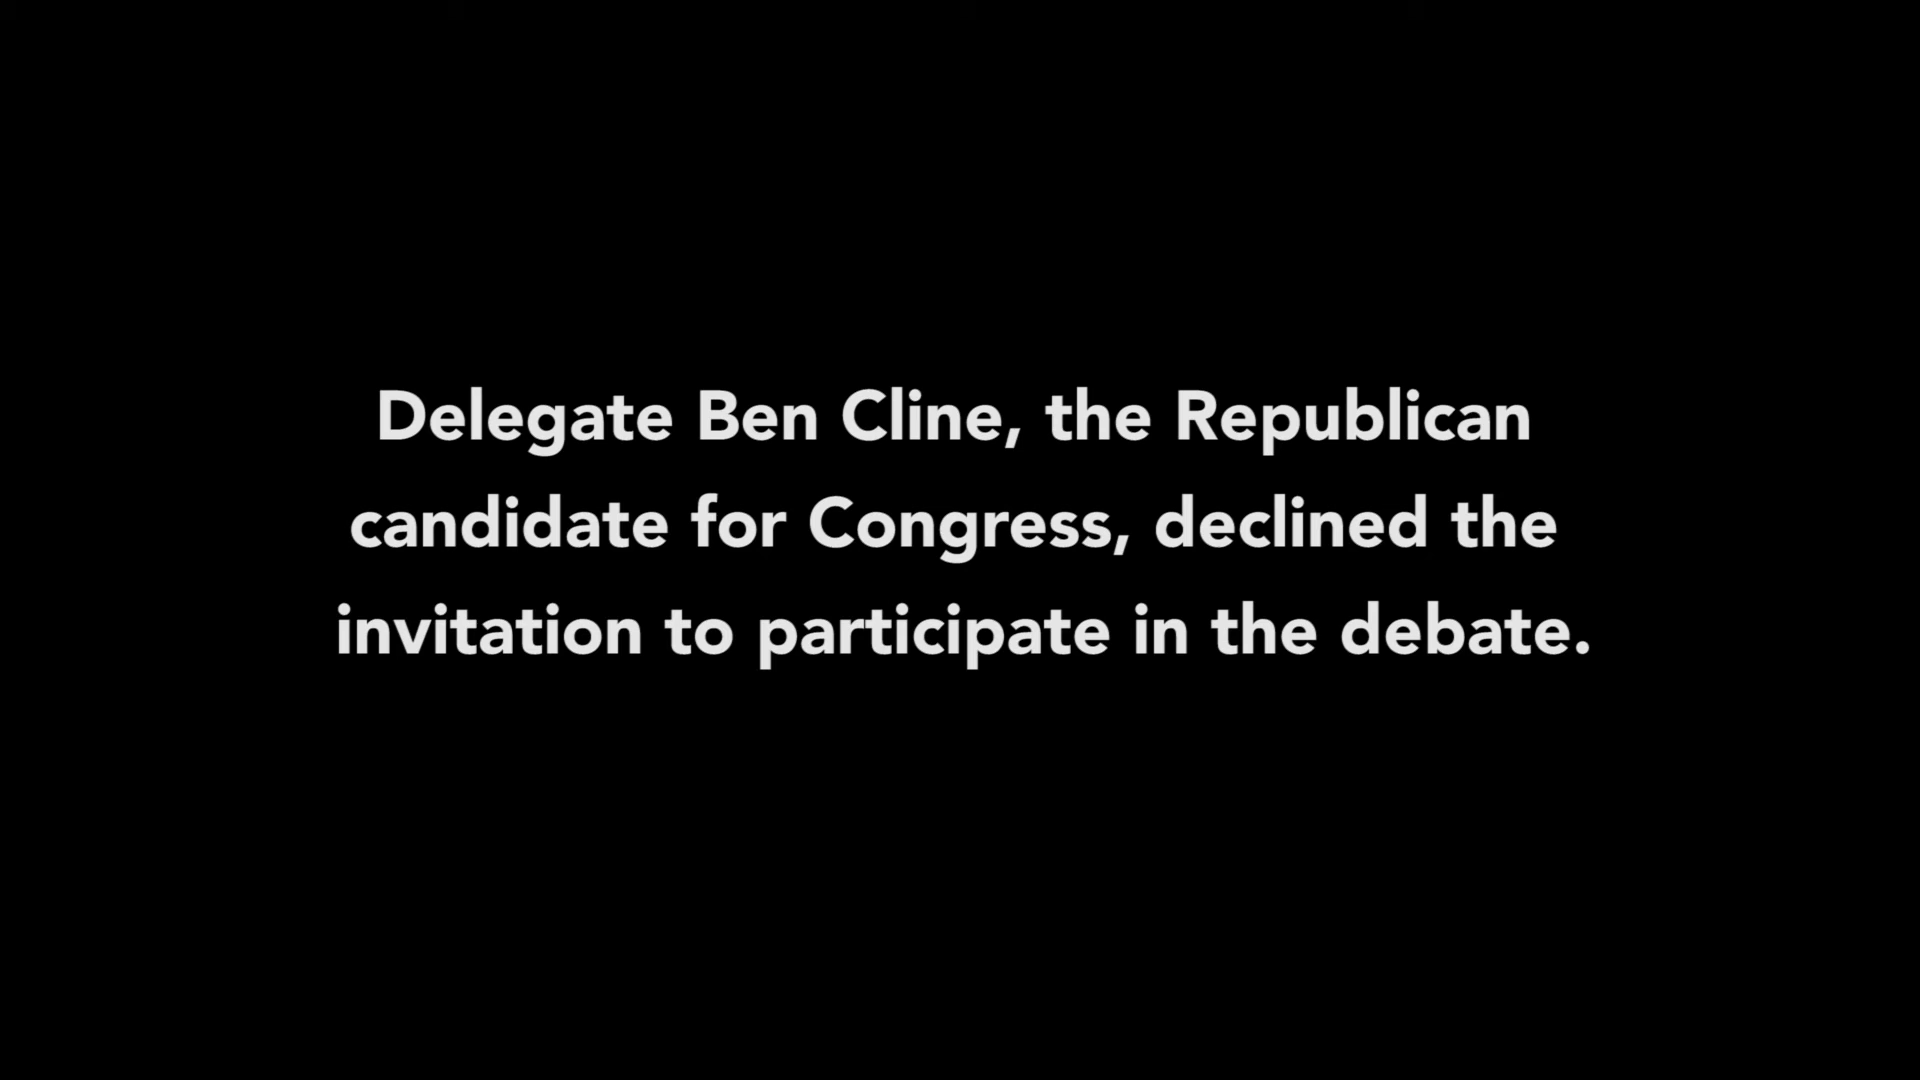 Delegate Ben Cline, the Republican
candidate for Congress, declined the
invitation to participate in the debate.